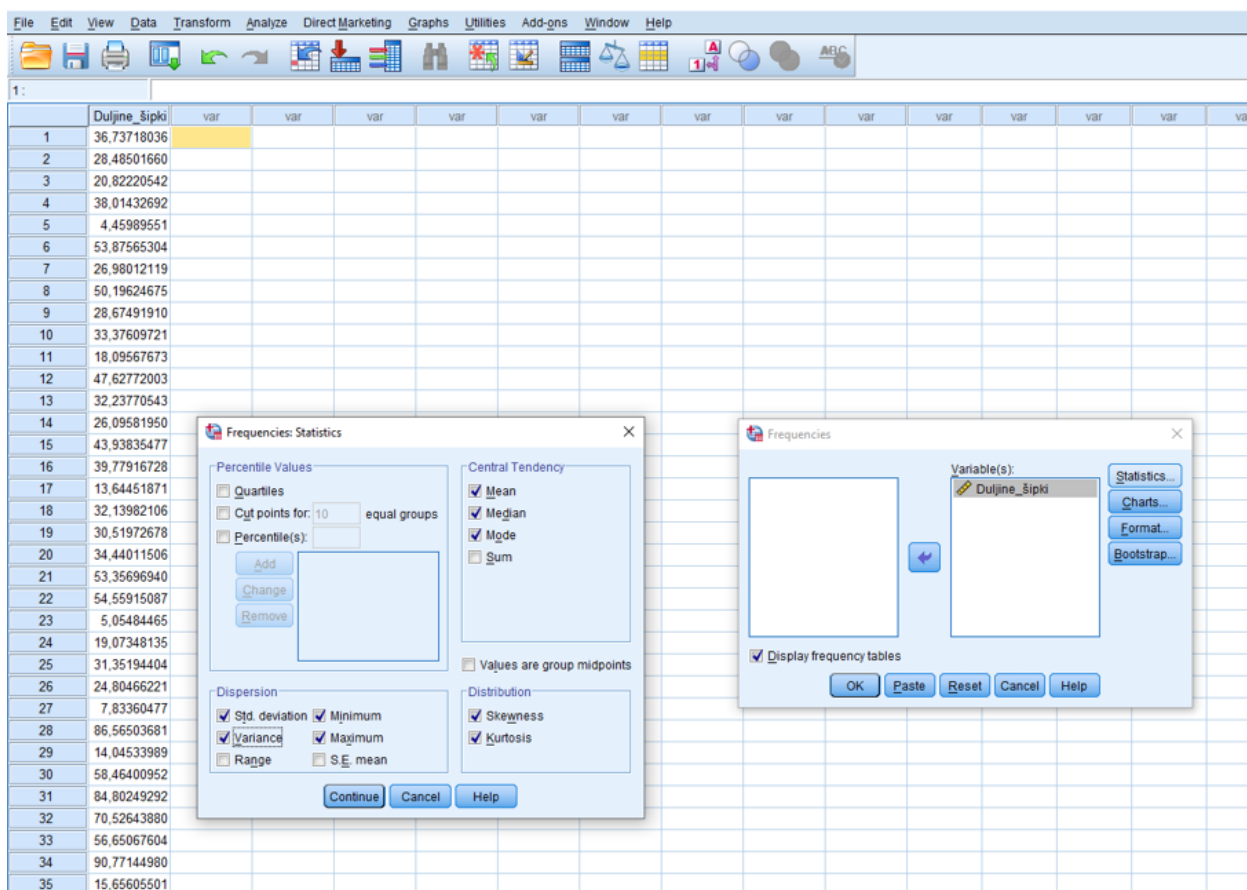 File Edit View Data Transform Analyze Direct Marketing Graphs Utilities Add-ons Window Help
1 :
Duljine_šipki var var var var var var var var var var var var var va
1 36,73718036
2 28,48501660
3 20,82220542
4 38,01432692
5 4,45989551
6 53,87565304
7 26,98012119
8 50,19624675
9 28,67491910
10 33,37609721
11 18,09567673
12 47,62772003
13 32,23770543
14 26,09581950
15 43,93835477
16 39,77916728
17 13,64451871
18 32,13982106
19 30,51972678
20 34,44011506
21 53,35696940
22 54,55915087
23 5,05484465
24 19,07348135
25 31,35194404
26 24,80466221
27 7,83360477
28 86,56503681
29 14,04533989
30 58,46400952
31 84,80249292
32 70,52643880
33 56,65067604
34 90,77144980
35 15,65605501
Frequencies: Statistics
Percentile Values
Quartiles
Cut points for: 10 equal groups
Percentile(s):
Add
Change
Remove
Central Tendency
Mean
Median
Mode
Sum
Values are group midpoints
Dispersion
Std. deviation Minimum
Variance Maximum
Range S.E. mean
Distribution
Skewness
Kurtosis
Continue Cancel Help
Frequencies
Variable(s):
Duljine_šipki
Statistics...
Charts...
Format...
Bootstrap...
Display frequency tables
OK Paste Reset Cancel Help